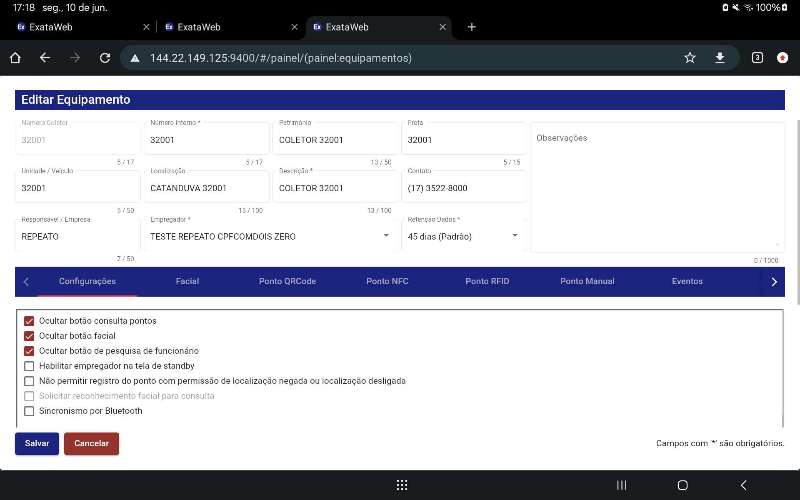 17:18 seg., 10 de jun. 100%
ExataWeb ExataWeb ExataWeb
144.22.149.125:9400/#/painel/(painel:equipamentos) 3
Editar Equipamento
Número Coletor Número Interno * Patrimônio Frota
32001 32001 COLETOR 32001 32001 Observações
5 / 17 5 / 17 13 / 50 5 / 15
Unidade / Veículo Localização Descrição * Contato
32001 CATANDUVA 32001 COLETOR 32001 (17) 3522-8000
5 / 50 15 / 100 13 / 100
Responsável / Empresa Empregador * Retenção Dados *
REPEATO TESTE REPEATO CPFCOMDOIS ZERO 45 dias (Padrão)
7 / 50 0 / 1000
Configurações Facial Ponto QRCode Ponto NFC Ponto RFID Ponto Manual Eventos
Ocultar botão consulta pontos
Ocultar botão facial
Ocultar botão de pesquisa de funcionário
Habilitar empregador na tela de standby
Não permitir registro do ponto com permissão de localização negada ou localização desligada
Solicitar reconhecimento facial para consulta
Sincronismo por Bluetooth
Salvar Cancelar Campos com '*' são obrigatórios.